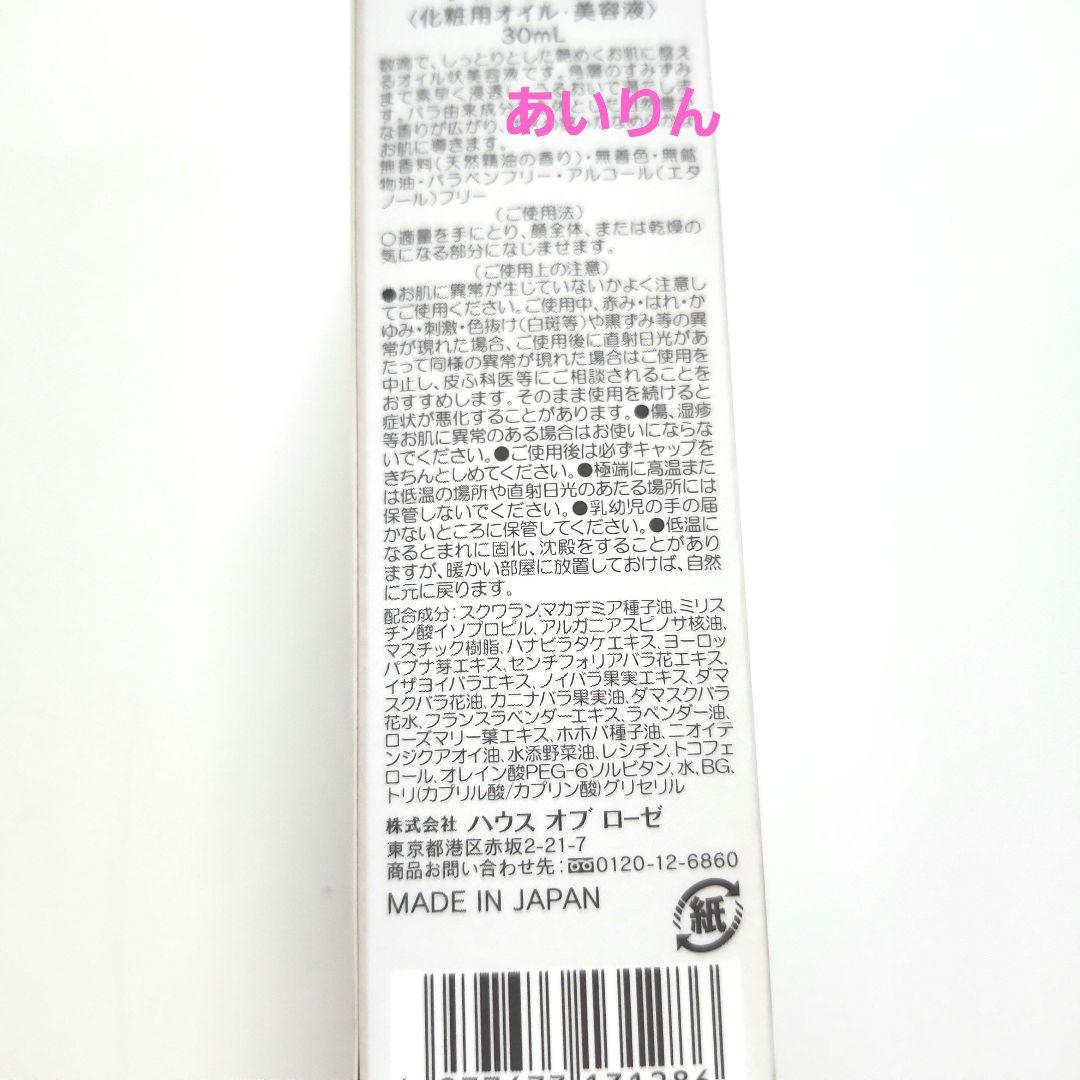 〈化粧用オイル・美容液〉
30mL
数滴で、しっとりとした艶めくお肌に整え
るオイル状美容液です。角層のすみずみ
まで素早く浸透し、うるおいで満たしま
す。バラ由来成分
な香りが広がり、
お肌に導きます。
あいりん
無香料(天然精油の香り)・無着色・無鉱
物油・パラベンフリー・アルコール(エタ
ノール)フリー
(ご使用法)
○適量を手にとり、顔全体、または乾燥の
気になる部分になじませます。
(ご使用上の注意)
●お肌に異常が生じていないかよく注意し
てご使用ください。ご使用中、赤み・はれ・か
ゆみ・刺激・色抜け(白斑等)や黒ずみ等の異
常が現れた場合、ご使用後に直射日光があ
たって同様の異常が現れた場合はご使用を
中止し、皮ふ科医等にご相談されることを
おすすめします。そのまま使用を続けると
症状が悪化することがあります。●傷、湿疹
等お肌に異常のある場合はお使いにならな
いでください。●ご使用後は必ずキャップを
きちんとしめてください。●極端に高温また
は低温の場所や直射日光のあたる場所には
保管しないでください。●乳幼児の手の届
かないところに保管してください。●低温に
なるとまれに固化、沈殿をすることがあり
ますが、暖かい部屋に放置しておけば、自然
に元に戻ります。
配合成分:スクワラン、マカデミア種子油、ミリス
チン酸イソプロピル、アルガニアスピノサ核油、
マスチック樹脂、ハナビラタケエキス、ヨーロッ
パブナ芽エキス、センチフォリアバラ花エキス、
イザヨイバラエキス、ノイバラ果実エキス、ダマ
スクバラ花油、カニナバラ果実油、ダマスクバラ
花水、フランスラベンダーエキス、ラベンダー油、
ローズマリー葉エキス、ホホバ種子油、ニオイテ
ンジクアオイ油、水添野菜油、レシチン、トコフェ
ロール、オレイン酸PEG-6ソルビタン、水、BG、
トリ(カプリル酸/カプリン酸)グリセリル
株式会社 ハウス オブ ローゼ
東京都港区赤坂2-21-7
商品お問い合わせ先:0120-12-6860
MADE IN JAPAN
紙